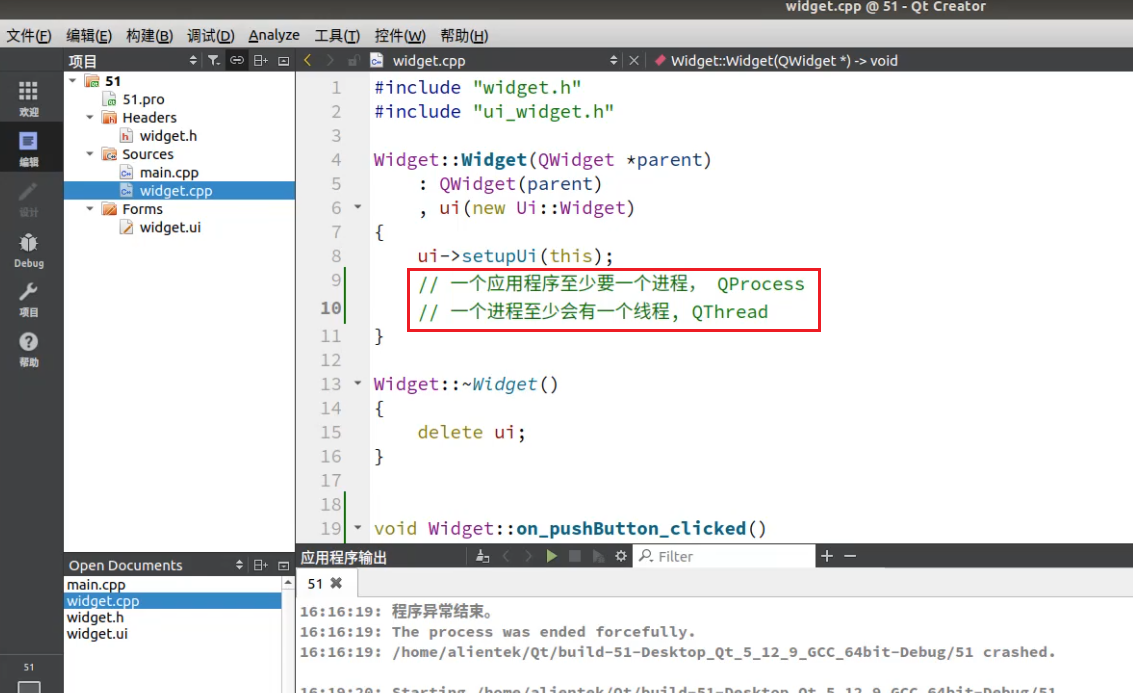 widget.cpp @ 51 - Qt Creator
文件(F) 编辑(E) 构建(B) 调试(D) Analyze 工具(T) 控件(W) 帮助(H)
项目
widget.cpp
Widget::Widget(QWidget *) -> void
欢迎
编辑
设计
Debug
项目
帮助
51
51
51.pro
Headers
widget.h
Sources
main.cpp
widget.cpp
Forms
widget.ui
1 #include "widget.h"
2 #include "ui_widget.h"
3
4 Widget::Widget(QWidget *parent)
5 : QWidget(parent)
6 , ui(new Ui::Widget)
7 {
8 ui->setupUi(this);
9 // 一个应用程序至少要一个进程， QProcess
10 // 一个进程至少会有一个线程, QThread
11 }
12
13 Widget::~Widget()
14 {
15 delete ui;
16 }
17
18
19 void Widget::on_pushButton_clicked()
Open Documents
main.cpp
widget.cpp
widget.h
widget.ui
应用程序输出
Filter
51
16:16:19: 程序异常结束。
16:16:19: The process was ended forcefully.
16:16:19: /home/alientek/Qt/build-51-Desktop_Qt_5_12_9_GCC_64bit-Debug/51 crashed.
16:19:20: Starting /home/alientek/Qt/build-51-Desktop_Qt_5_12_9_GCC_64bit-Debug/51